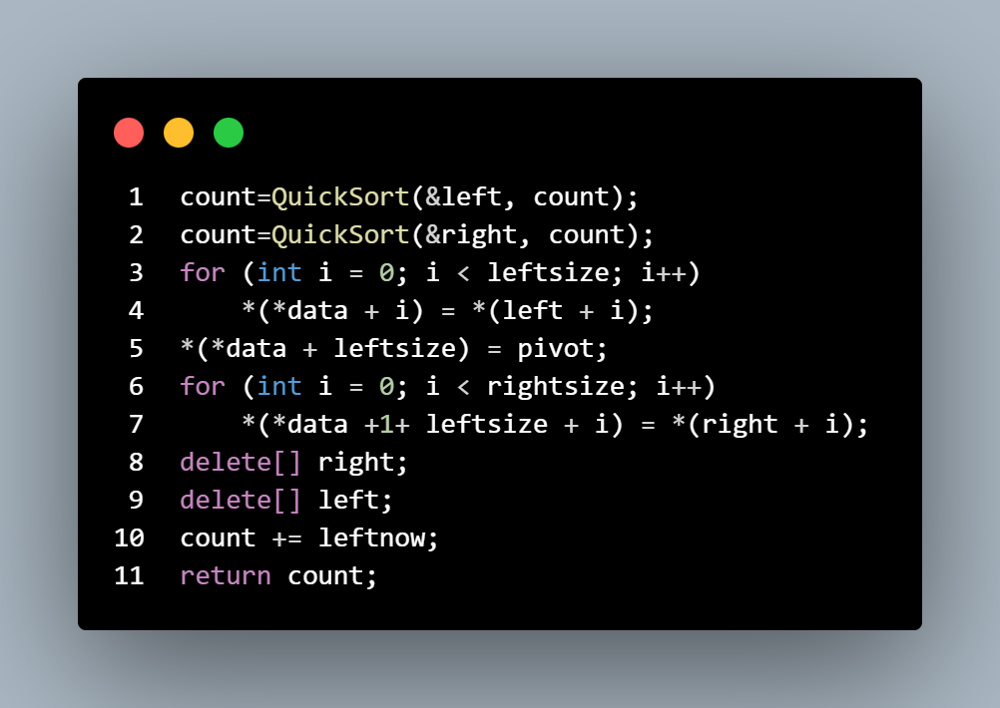 1 count=QuickSort(&left, count);
2 count=QuickSort(&right, count);
3 for (int i = 0; i < leftsize; i++)
4     *(*data + i) = *(left + i);
5 *(*data + leftsize) = pivot;
6 for (int i = 0; i < rightsize; i++)
7     *(*data +1+ leftsize + i) = *(right + i);
8 delete[] right;
9 delete[] left;
10 count += leftnow;
11 return count;